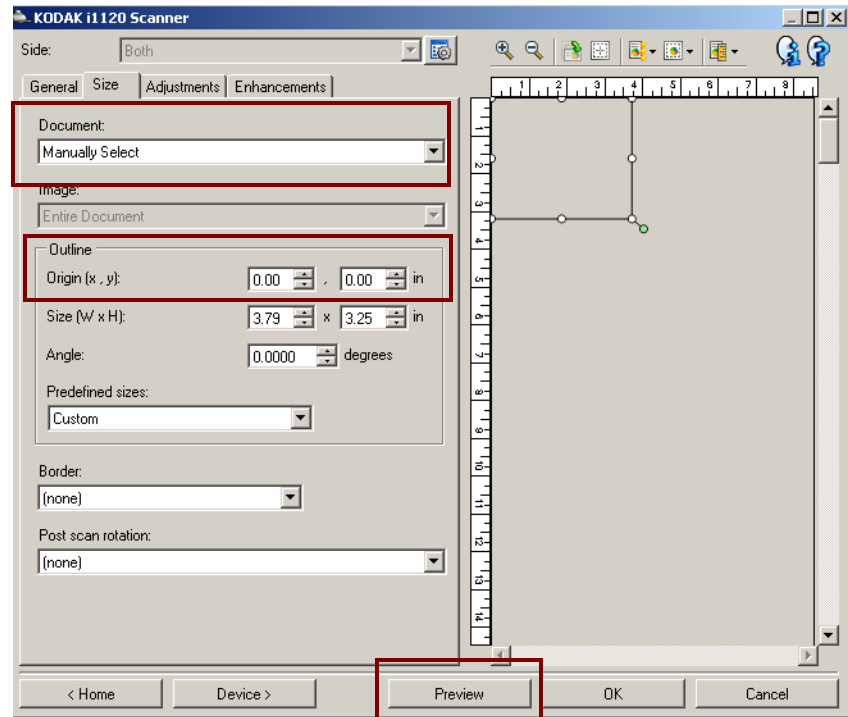 KODAK i1120 Scanner
Side: Both
General Size Adjustments Enhancements
Document:
Manually Select
Image:
Entire Document
Outline
Origin (x , y): 0.00 , 0.00 in
Size (W x H): 3.79 x 3.25 in
Angle: 0.0000 degrees
Predefined sizes:
Custom
Border:
(none)
Post scan rotation:
(none)
1 2 3 4 5 6 7 8
1
2
3
4
5
6
7
8
9
10
11
12
13
14
< Home Device > Preview OK Cancel